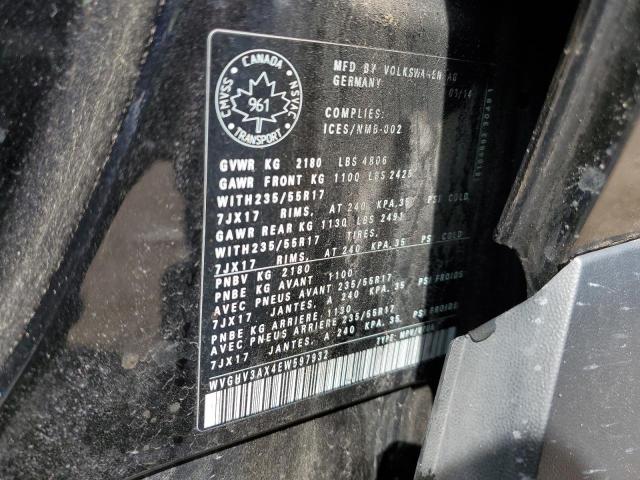 CANADA
CMVSS
NSVAC
961
TRANSPORT
MFD BY VOLKSWAGEN AG
GERMANY 01/14
COMPLIES:
ICES/NMB-002
GVWR KG 2180 LBS 4806
GAWR FRONT KG 1100 LBS 2425
WITH235/55R17
7JX17 RIMS, AT 240 KPA,35
GAWR REAR KG 1130 LBS 2491 PSI COLD
WITH235/55R17 TIRES,
7JX17 RIMS, AT 240 KPA,35 PSI COLD
PNBV KG 2180
PNBE KG AVANT 1100
AVEC PNEUS AVANT 235/55R17
7JX17 JANTES, A 240 KPA, 35 PSI FROIDS
PNBE KG ARRIERE 1130
AVEC PNEUS ARRIERE 235/55R17
7JX17 JANTES, A 240 KPA, 35 PSI FROIDS
TYPE: MPV